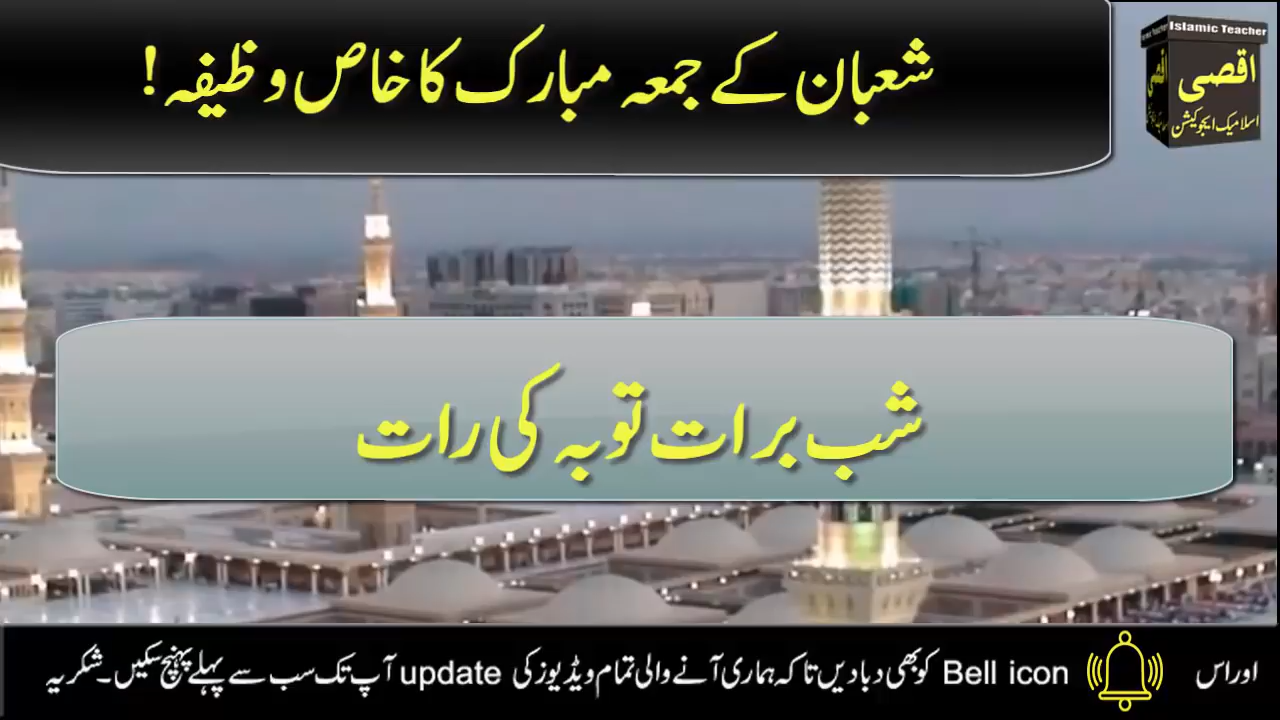 شعبان کے جمعہ مبارک کا خاص وظیفہ!
Islamic Teacher
اقصی
اسلامیک ایجوکیشن
شب برات توبہ کی رات
اور اس Bell icon کو بھی دبا دیں تاکہ ہماری آنے والی تمام ویڈیوز کی update آپ تک سب سے پہلے پہنچ سکیں۔ شکریہ